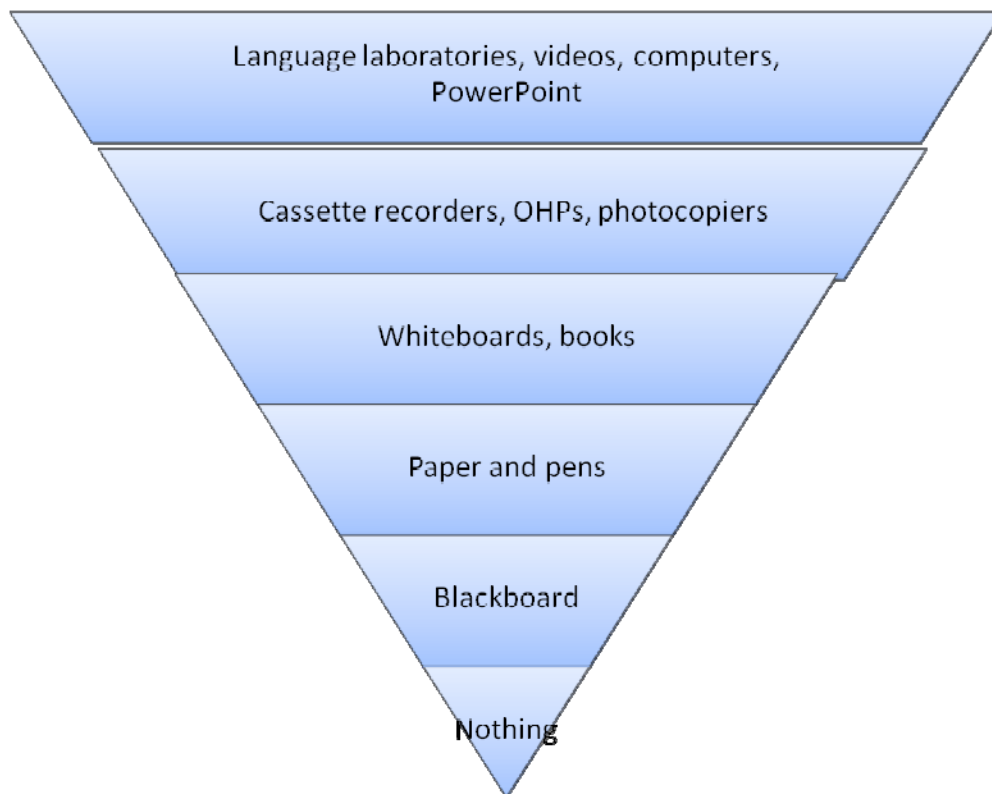 Language laboratories, videos, computers,
PowerPoint
Cassette recorders, OHPs, photocopiers
Whiteboards, books
Paper and pens
Blackboard
Nothing